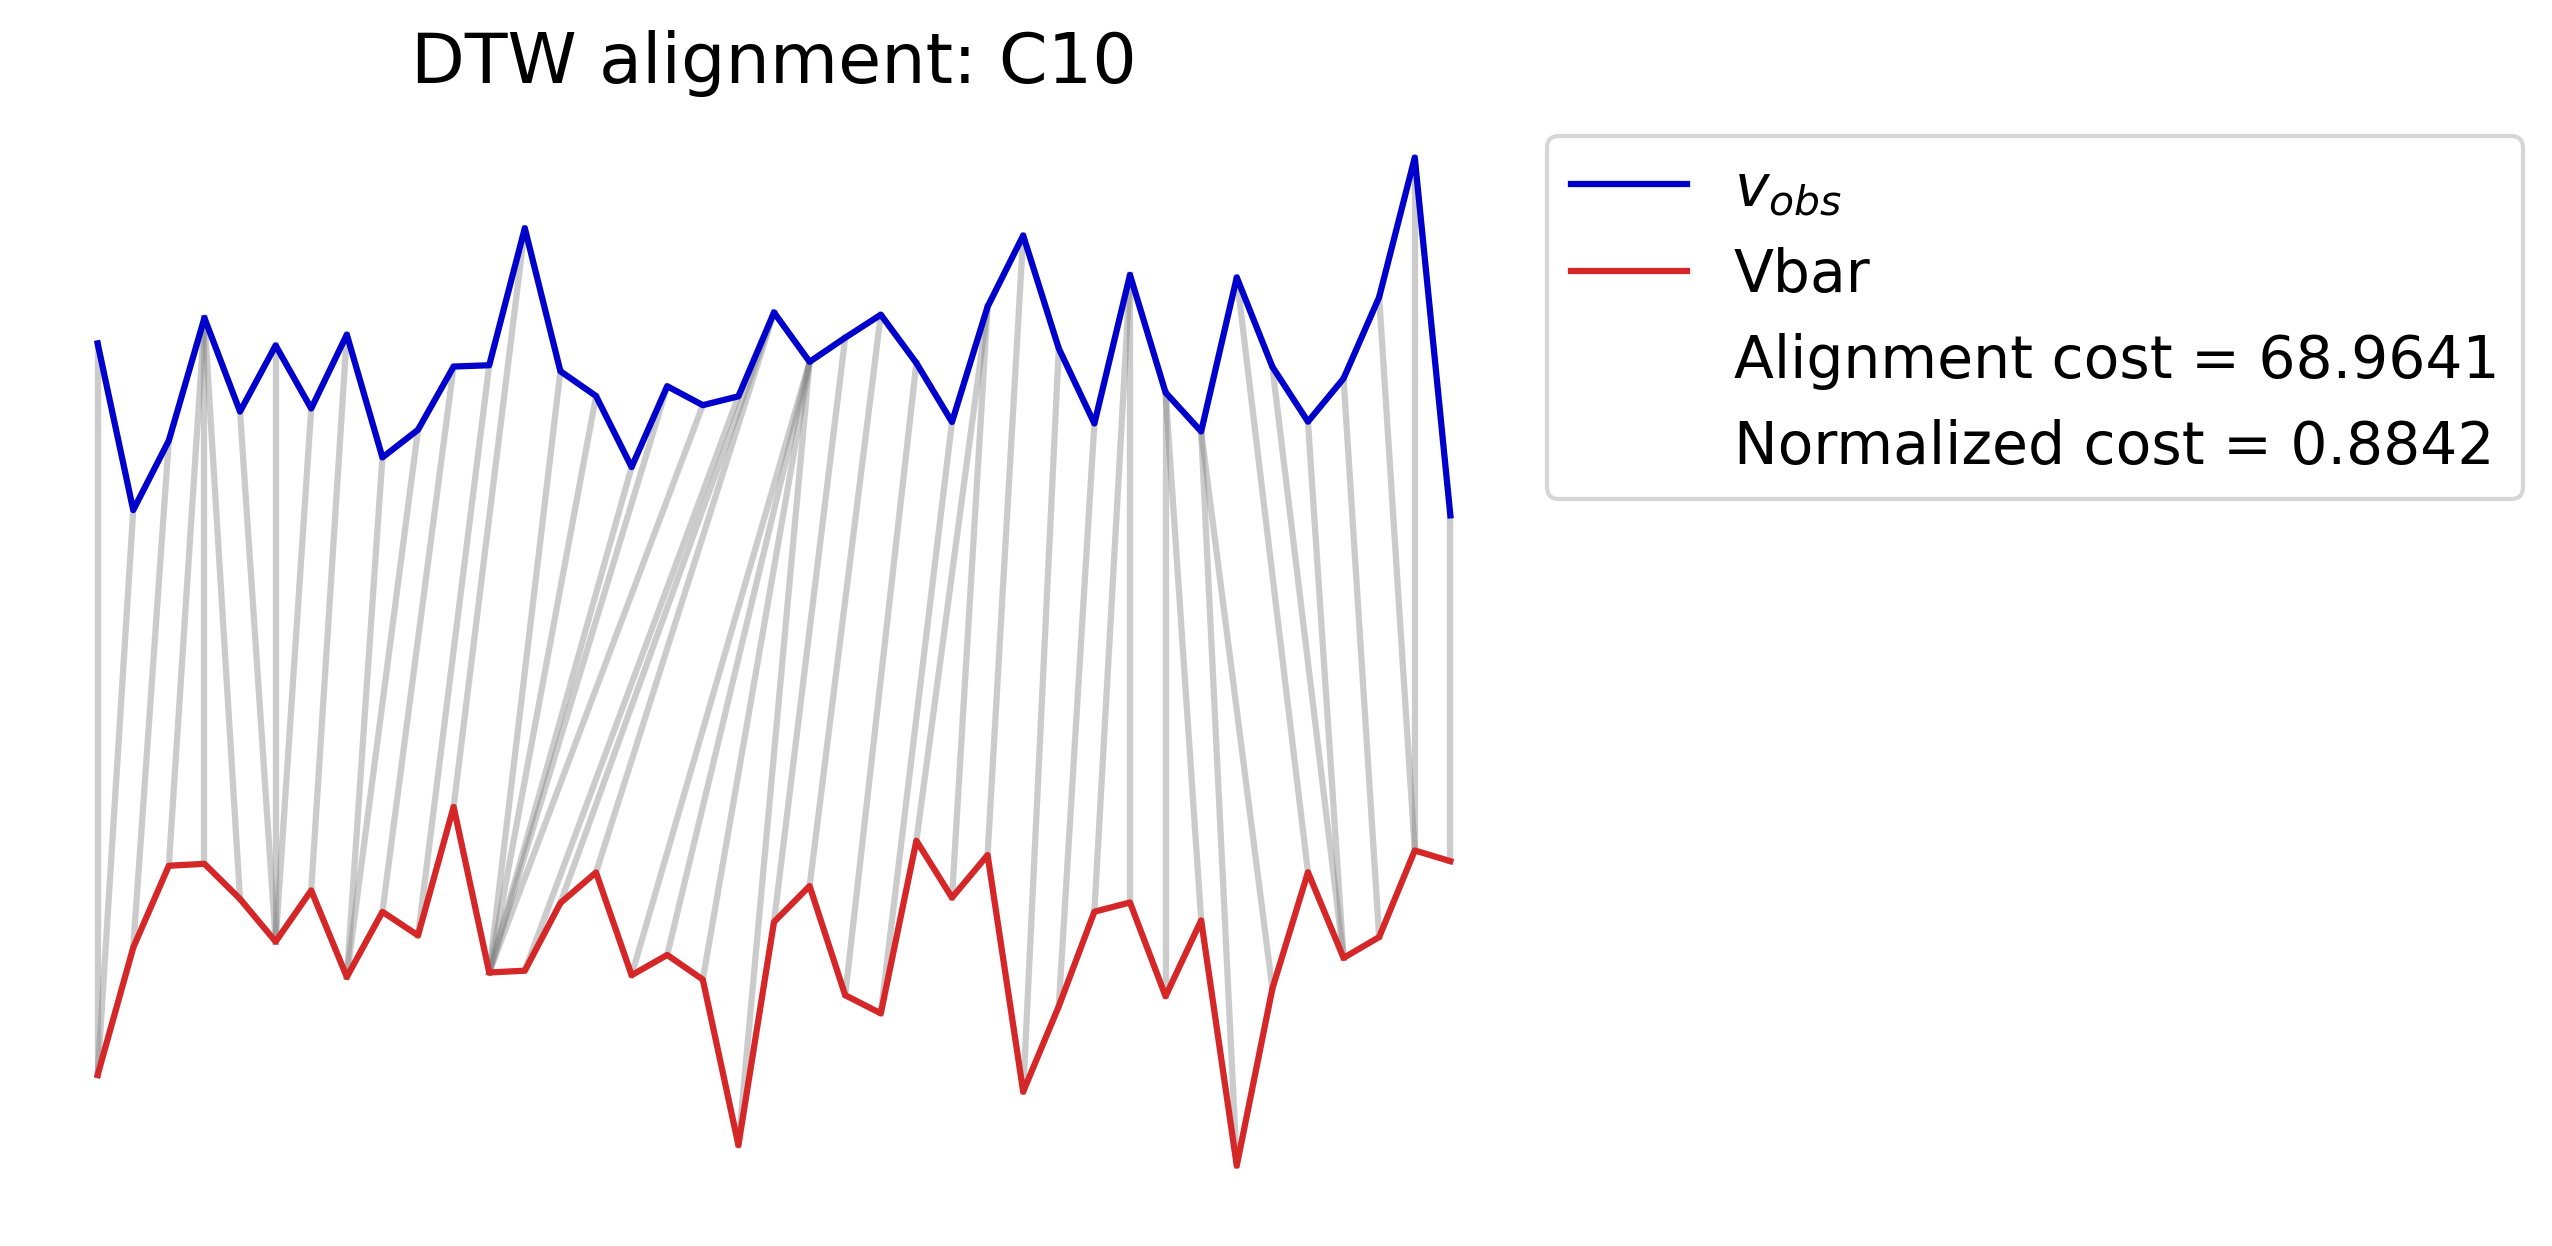 DTW alignment: C10
v_obs
Vbar
Alignment cost = 68.9641
Normalized cost = 0.8842